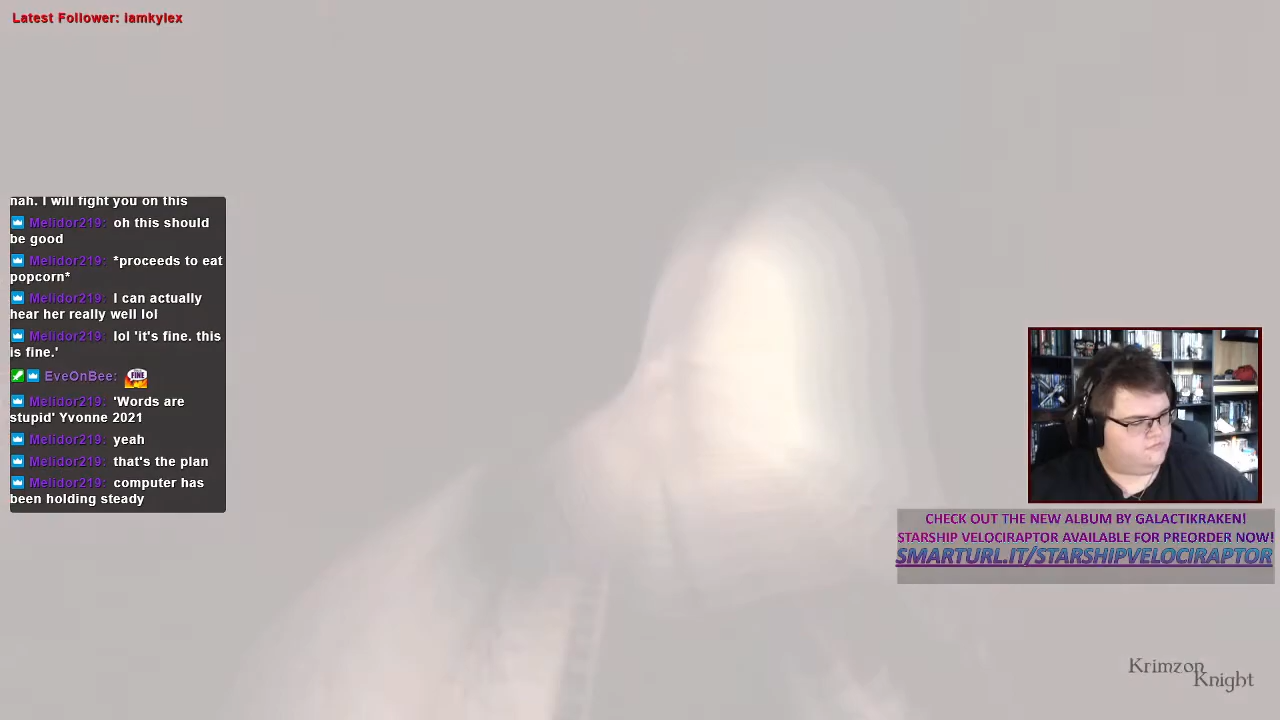 Latest Follower: iamkylex
nah. I will fight you on this
Melidor219: oh this should
be good
Melidor219: *proceeds to eat
popcorn*
Melidor219: I can actually
hear her really well lol
Melidor219: lol 'it's fine. this
is fine.'
EveOnBee: FINE
Melidor219: 'Words are
stupid' Yvonne 2021
Melidor219: yeah
Melidor219: that's the plan
Melidor219: computer has
been holding steady
CHECK OUT THE NEW ALBUM BY GALACTIKRAKEN!
STARSHIP VELOCIRAPTOR AVAILABLE FOR PREORDER NOW!
SMARTURL.IT/STARSHIPVELOCIRAPTOR
Krimzon
Knight